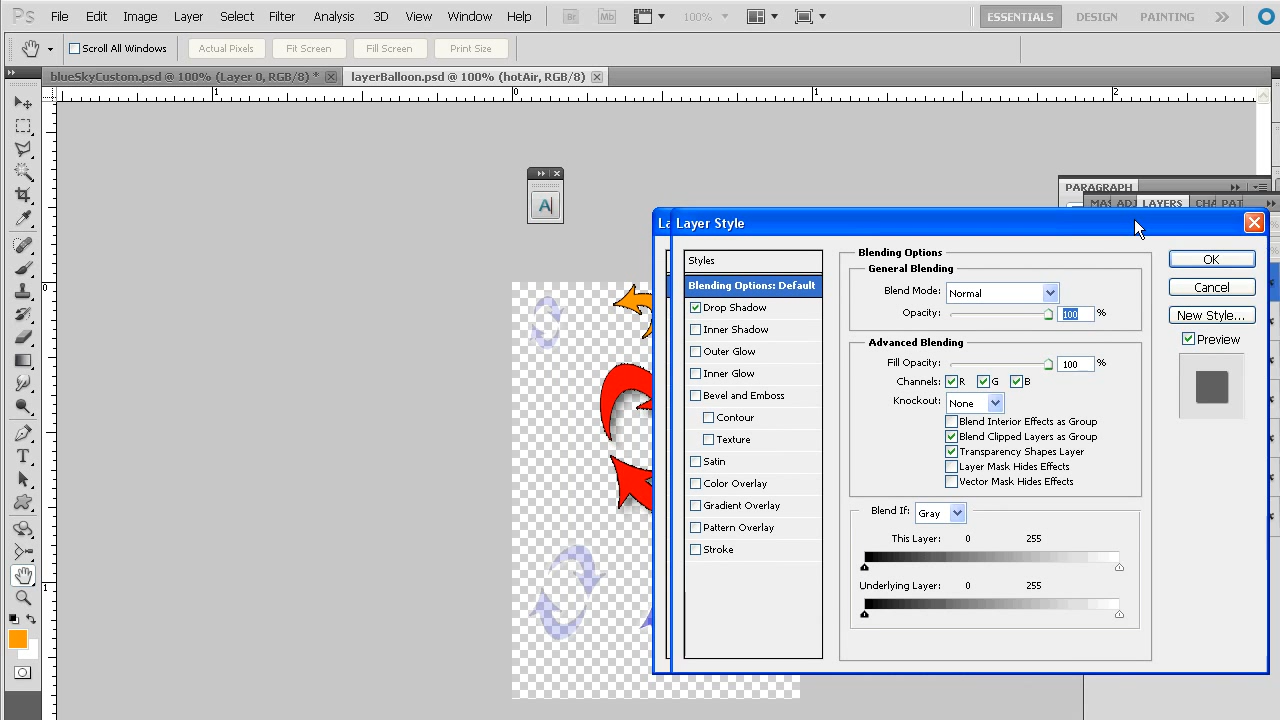 Ps File Edit Image Layer Select Filter Analysis 3D View Window Help Br Mb 100% ESSENTIALS DESIGN PAINTING
Scroll All Windows Actual Pixels Fit Screen Fill Screen Print Size
blueSkyCustom.psd @ 100% (Layer 0, RGB/8) * layerBalloon.psd @ 100% (hotAir, RGB/8)
1 0 1 2
A
PARAGRAPH
LAYERS
La Layer Style
Styles
Blending Options: Default
Drop Shadow
Inner Shadow
Outer Glow
Inner Glow
Bevel and Emboss
Contour
Texture
Satin
Color Overlay
Gradient Overlay
Pattern Overlay
Stroke
Blending Options
General Blending
Blend Mode: Normal
Opacity: 100 %
Advanced Blending
Fill Opacity: 100 %
Channels: R G B
Knockout: None
Blend Interior Effects as Group
Blend Clipped Layers as Group
Transparency Shapes Layer
Layer Mask Hides Effects
Vector Mask Hides Effects
Blend If: Gray
This Layer: 0 255
Underlying Layer: 0 255
OK
Cancel
New Style...
Preview
0
1
T